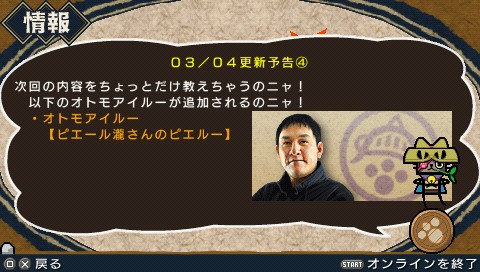 情報
03/04更新予告④
次回の内容をちょっとだけ教えちゃうのニャ!
以下のオトモアイルーが追加されるのニャ!
・オトモアイルー
【ピエール瀧さんのピエルー】
戻る
START オンラインを終了